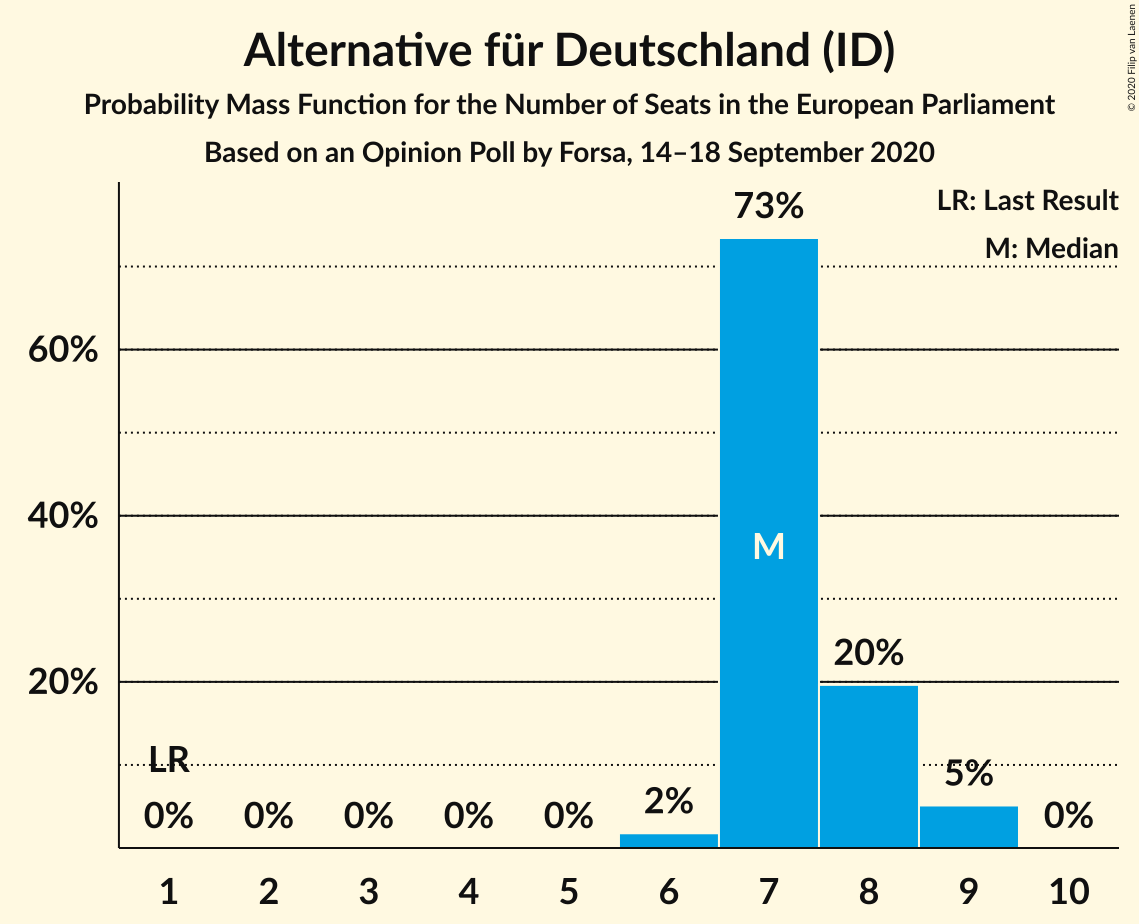 Alternative für Deutschland (ID)
Probability Mass Function for the Number of Seats in the European Parliament
Based on an Opinion Poll by Forsa, 14–18 September 2020
© 2020 Filip van Laenen
LR: Last Result
M: Median
73%
60%
40%
M
20%
20%
LR
5%
2%
0% 0% 0% 0% 0% 0%
1 2 3 4 5 6 7 8 9 10